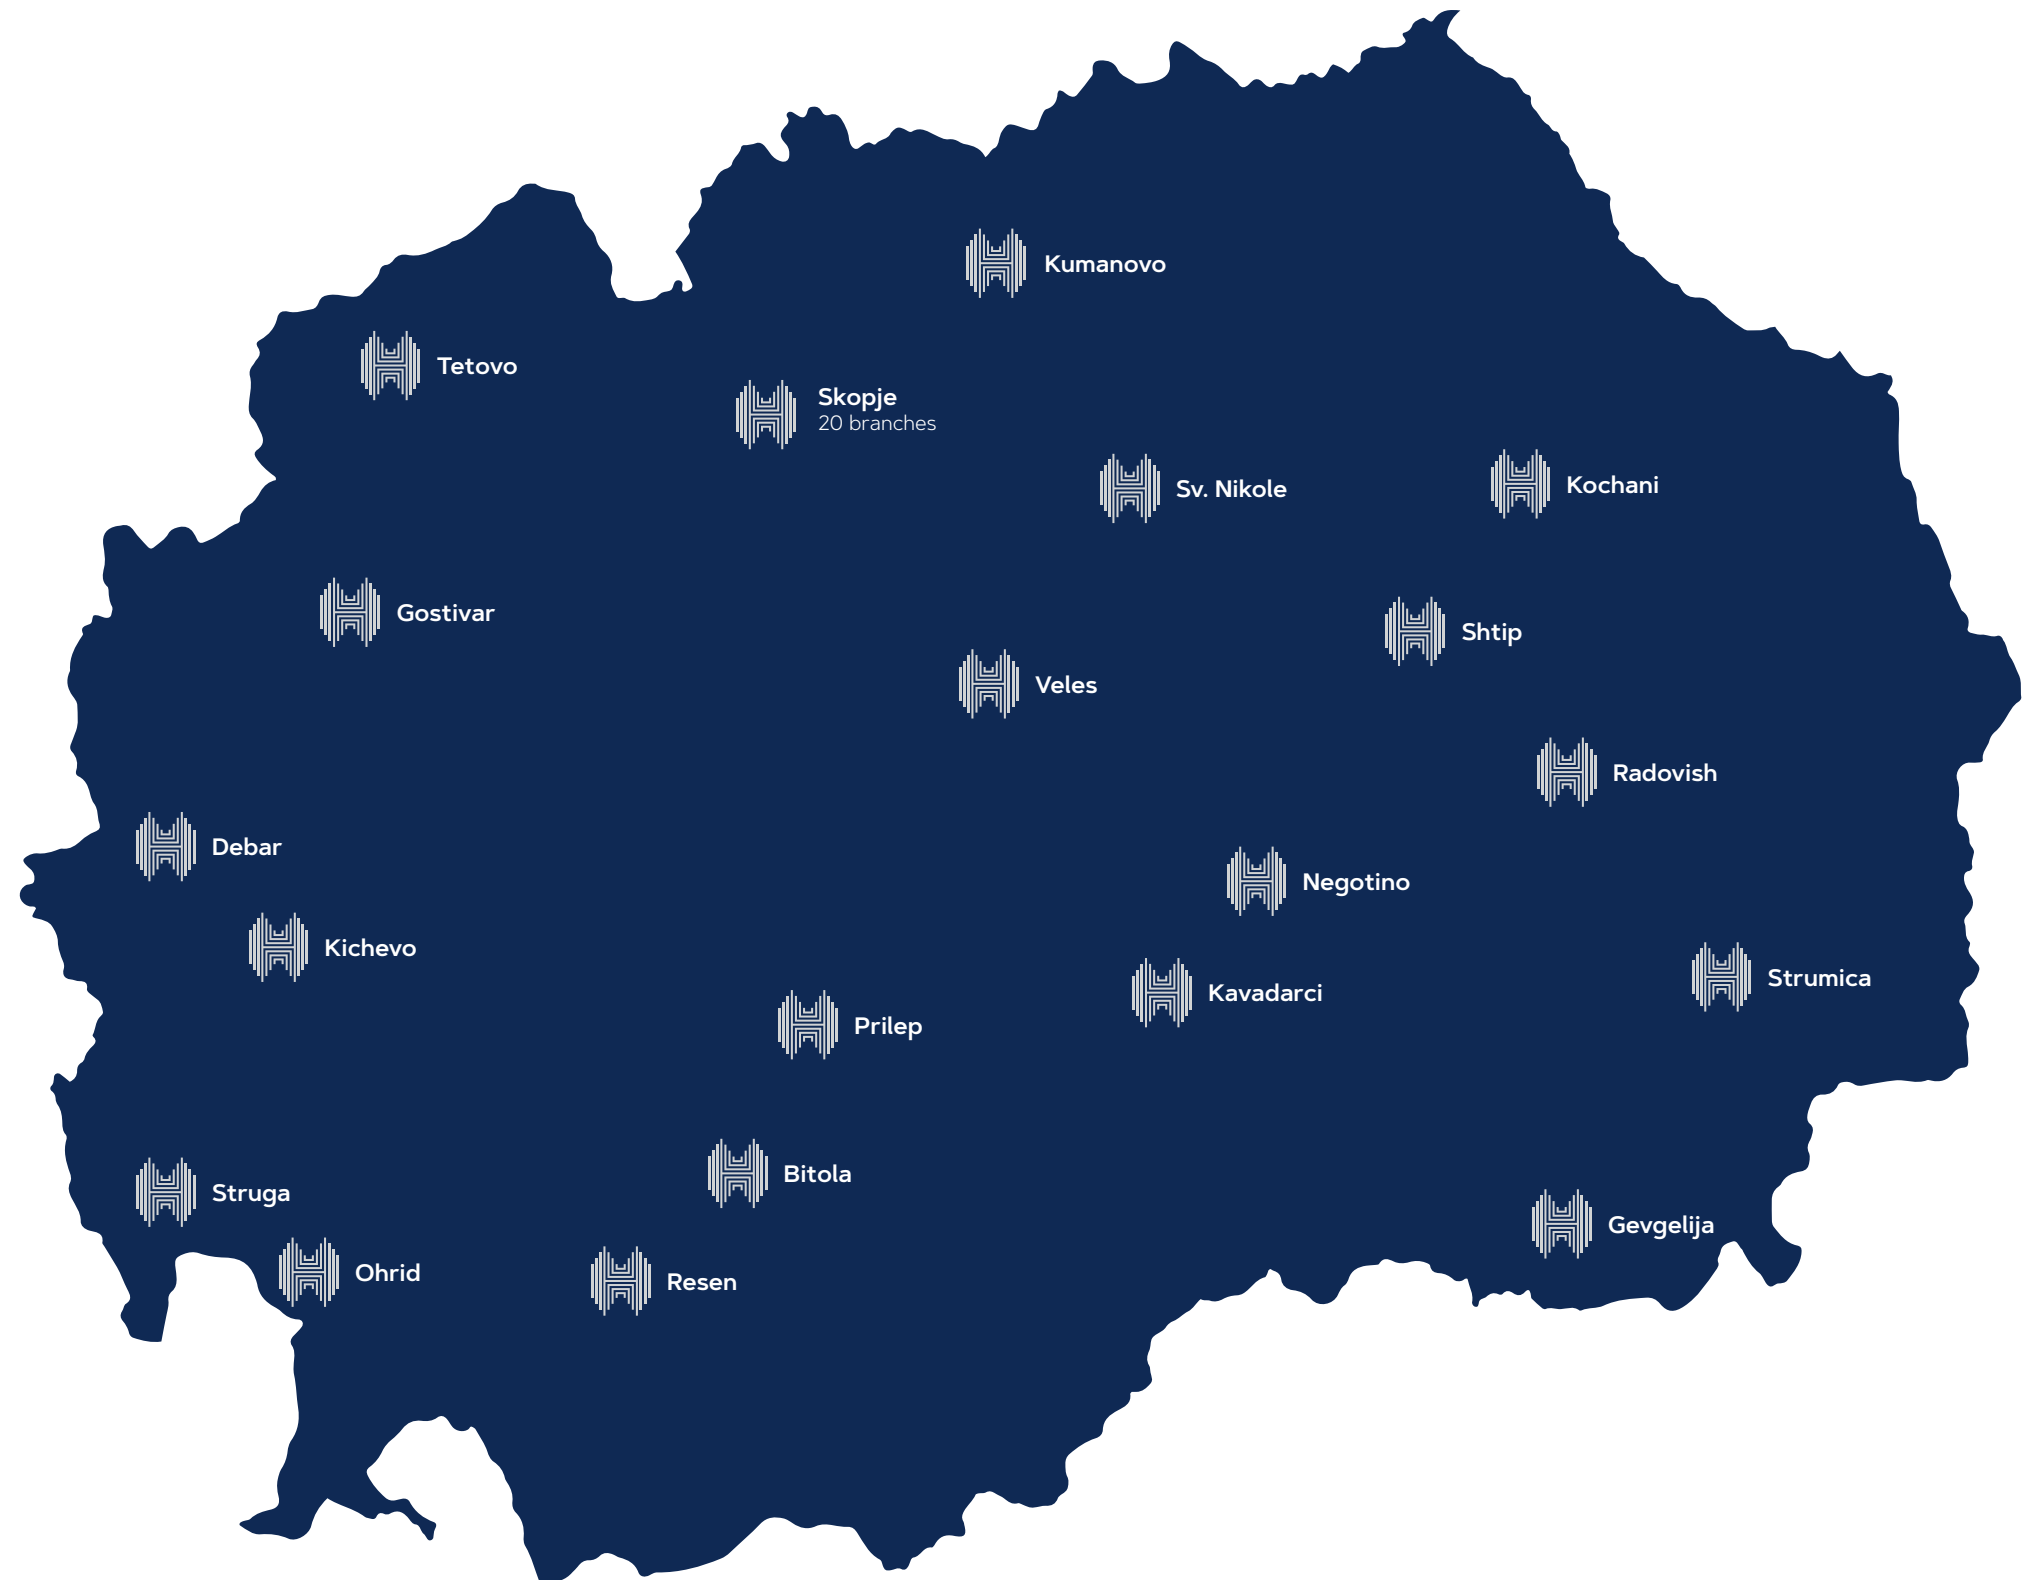 Kumanovo
Tetovo
Skopje
20 branches
Sv. Nikole
Kochani
Gostivar
Shtip
Veles
Radovish
Debar
Negotino
Kichevo
Strumica
Kavadarci
Prilep
Bitola
Struga
Gevgelija
Ohrid
Resen